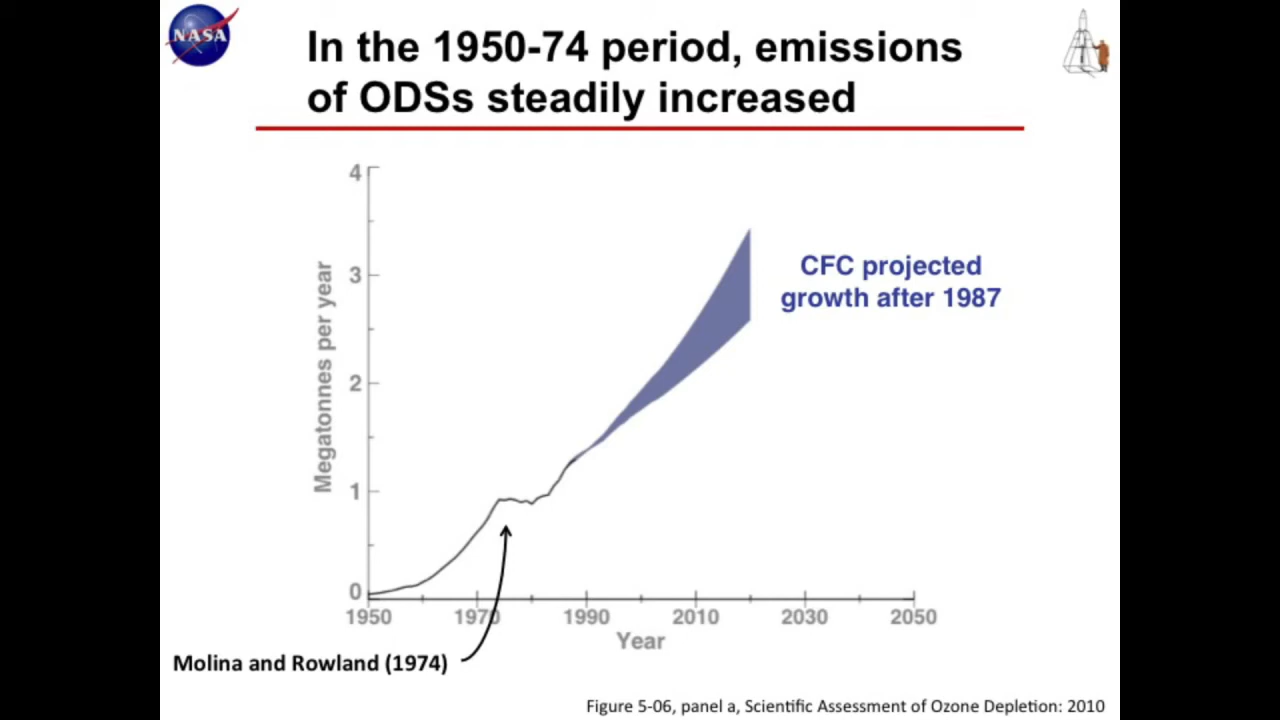 NASA
In the 1950-74 period, emissions
of ODSs steadily increased
4
3
2
1
0
Megatonnes per year
CFC projected
growth after 1987
1950 1970 1990 2010 2030 2050
Year
Molina and Rowland (1974)
Figure 5-06, panel a, Scientific Assessment of Ozone Depletion: 2010